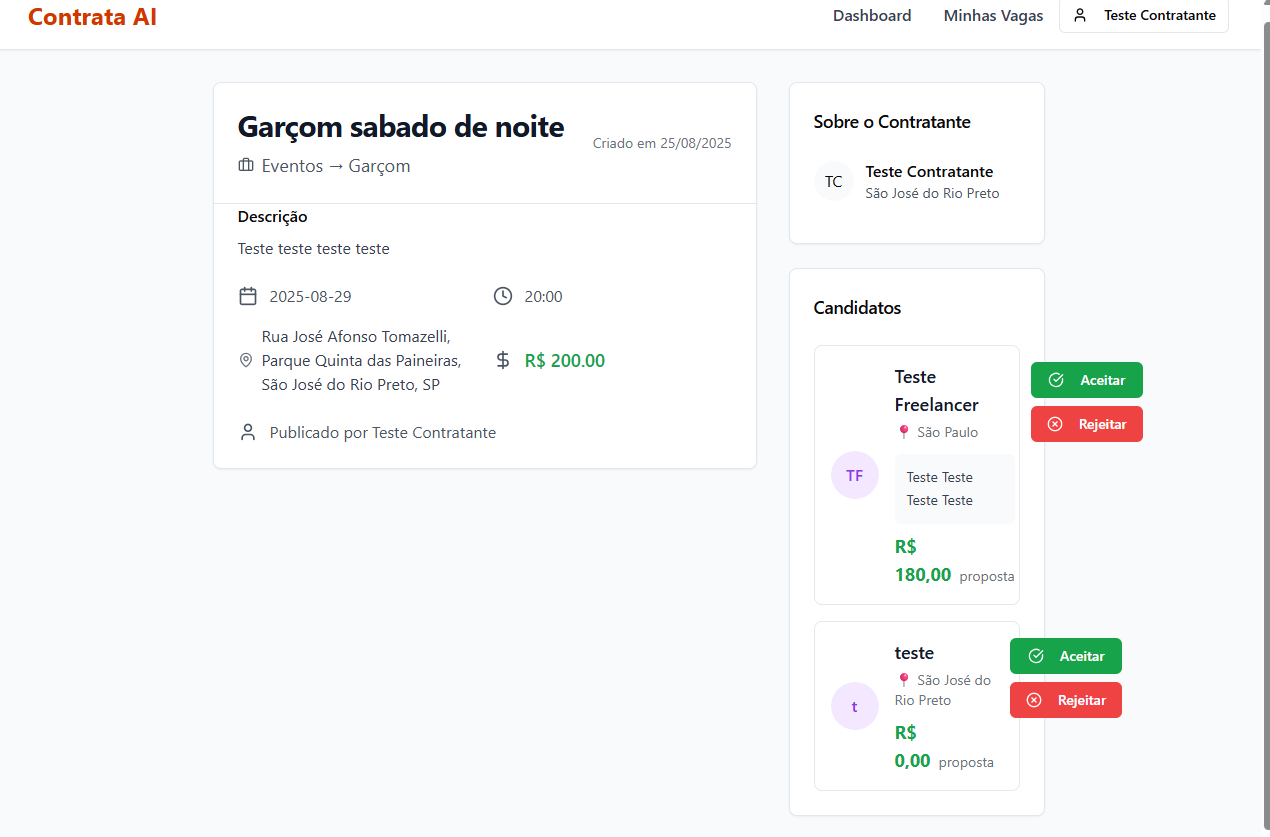 Contrata AI
Dashboard
Minhas Vagas
Teste Contratante
Garçom sabado de noite
Criado em 25/08/2025
Eventos → Garçom
Descrição
Teste teste teste teste
2025-08-29
20:00
Rua José Afonso Tomazelli,
Parque Quinta das Paineiras,
São José do Rio Preto, SP
R$ 200.00
Publicado por Teste Contratante
Sobre o Contratante
TC
Teste Contratante
São José do Rio Preto
Candidatos
TF
Teste
Freelancer
São Paulo
Teste Teste
Teste Teste
R$
180,00 proposta
Aceitar
Rejeitar
t
teste
São José do
Rio Preto
R$
0,00 proposta
Aceitar
Rejeitar